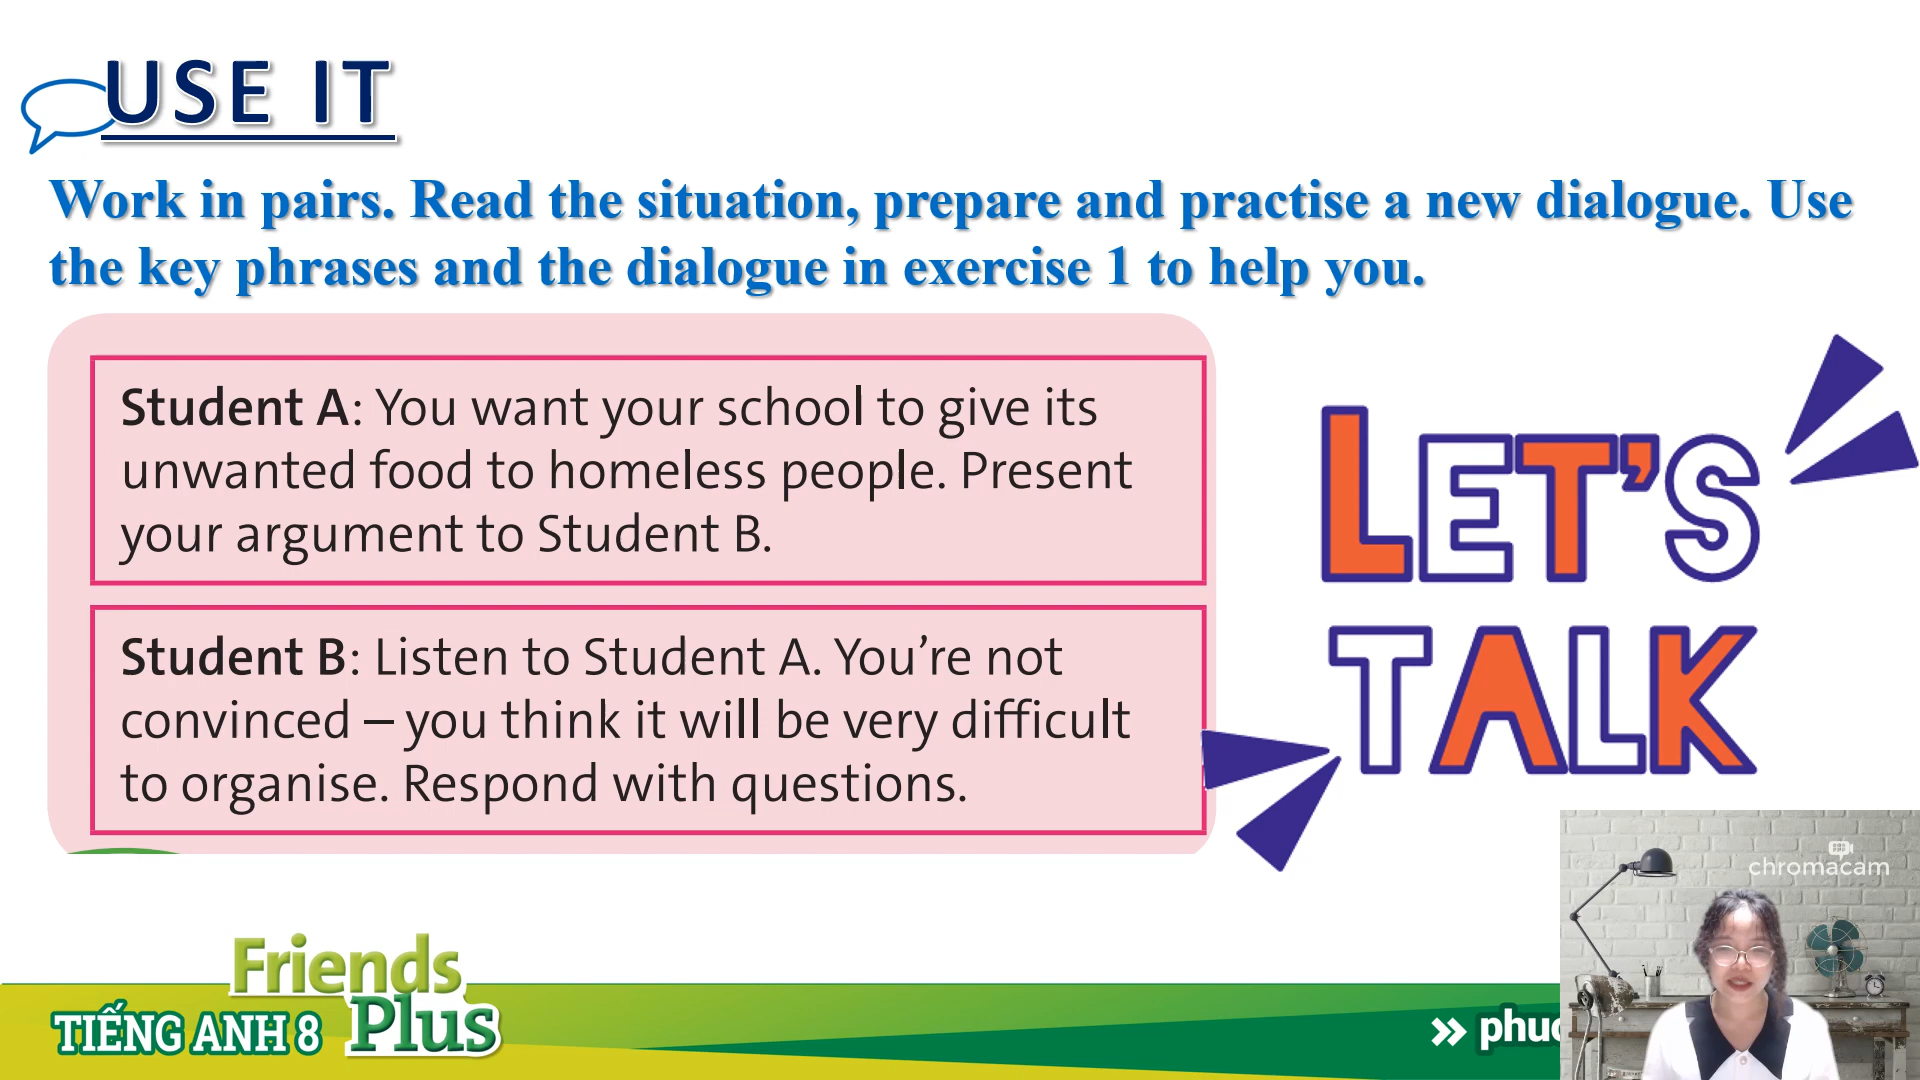 USE IT
Work in pairs. Read the situation, prepare and practise a new dialogue. Use
the key phrases and the dialogue in exercise 1 to help you.
Student A: You want your school to give its
unwanted food to homeless people. Present
your argument to Student B.
Student B: Listen to Student A. You’re not
convinced – you think it will be very difficult
to organise. Respond with questions.
LET’S
TALK
chromacam
Friends
Plus
TIẾNG ANH 8